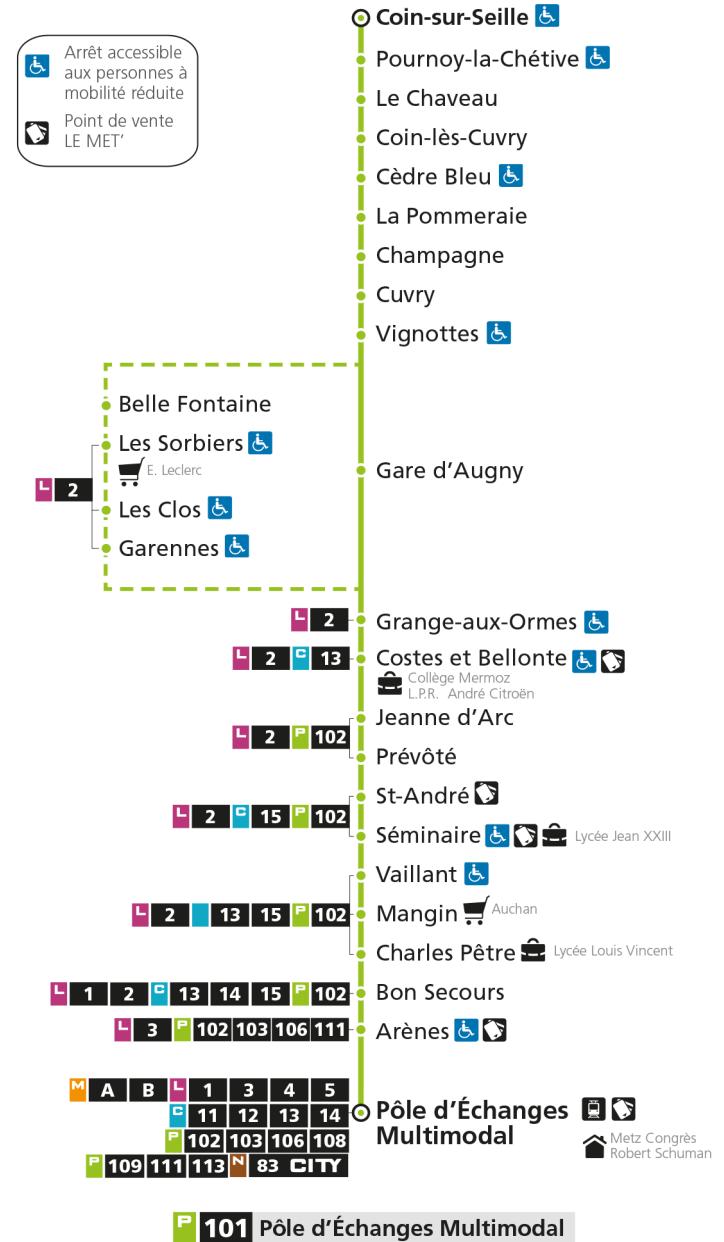 Coin-sur-Seille
Arrêt accessible
aux personnes à
mobilité réduite
Point de vente
LE MET'
Pournoy-la-Chétive
Le Chaveau
Coin-lès-Cuvry
Cèdre Bleu
La Pommeraie
Champagne
Cuvry
Vignottes
Belle Fontaine
Les Sorbiers
E. Leclerc
L 2
Les Clos
Garennes
Gare d'Augny
L 2 Grange-aux-Ormes
L 2 C 13 Costes et Bellonte
Collège Mermoz
L.P.R. André Citroën
Jeanne d'Arc
L 2 P 102
Prévôté
St-André
L 2 C 15 P 102
Séminaire Lycée Jean XXIII
Vaillant
L 2 13 15 P 102 Mangin Auchan
Charles Pêtre Lycée Louis Vincent
L 1 2 C 13 14 15 P 102 Bon Secours
L 3 P 102 103 106 111 Arènes
M A B L 1 3 4 5
C 11 12 13 14
P 102 103 106 108
P 109 111 113 N 83 CITY
Pôle d'Échanges
Multimodal
Metz Congrès
Robert Schuman
P 101 Pôle d'Échanges Multimodal